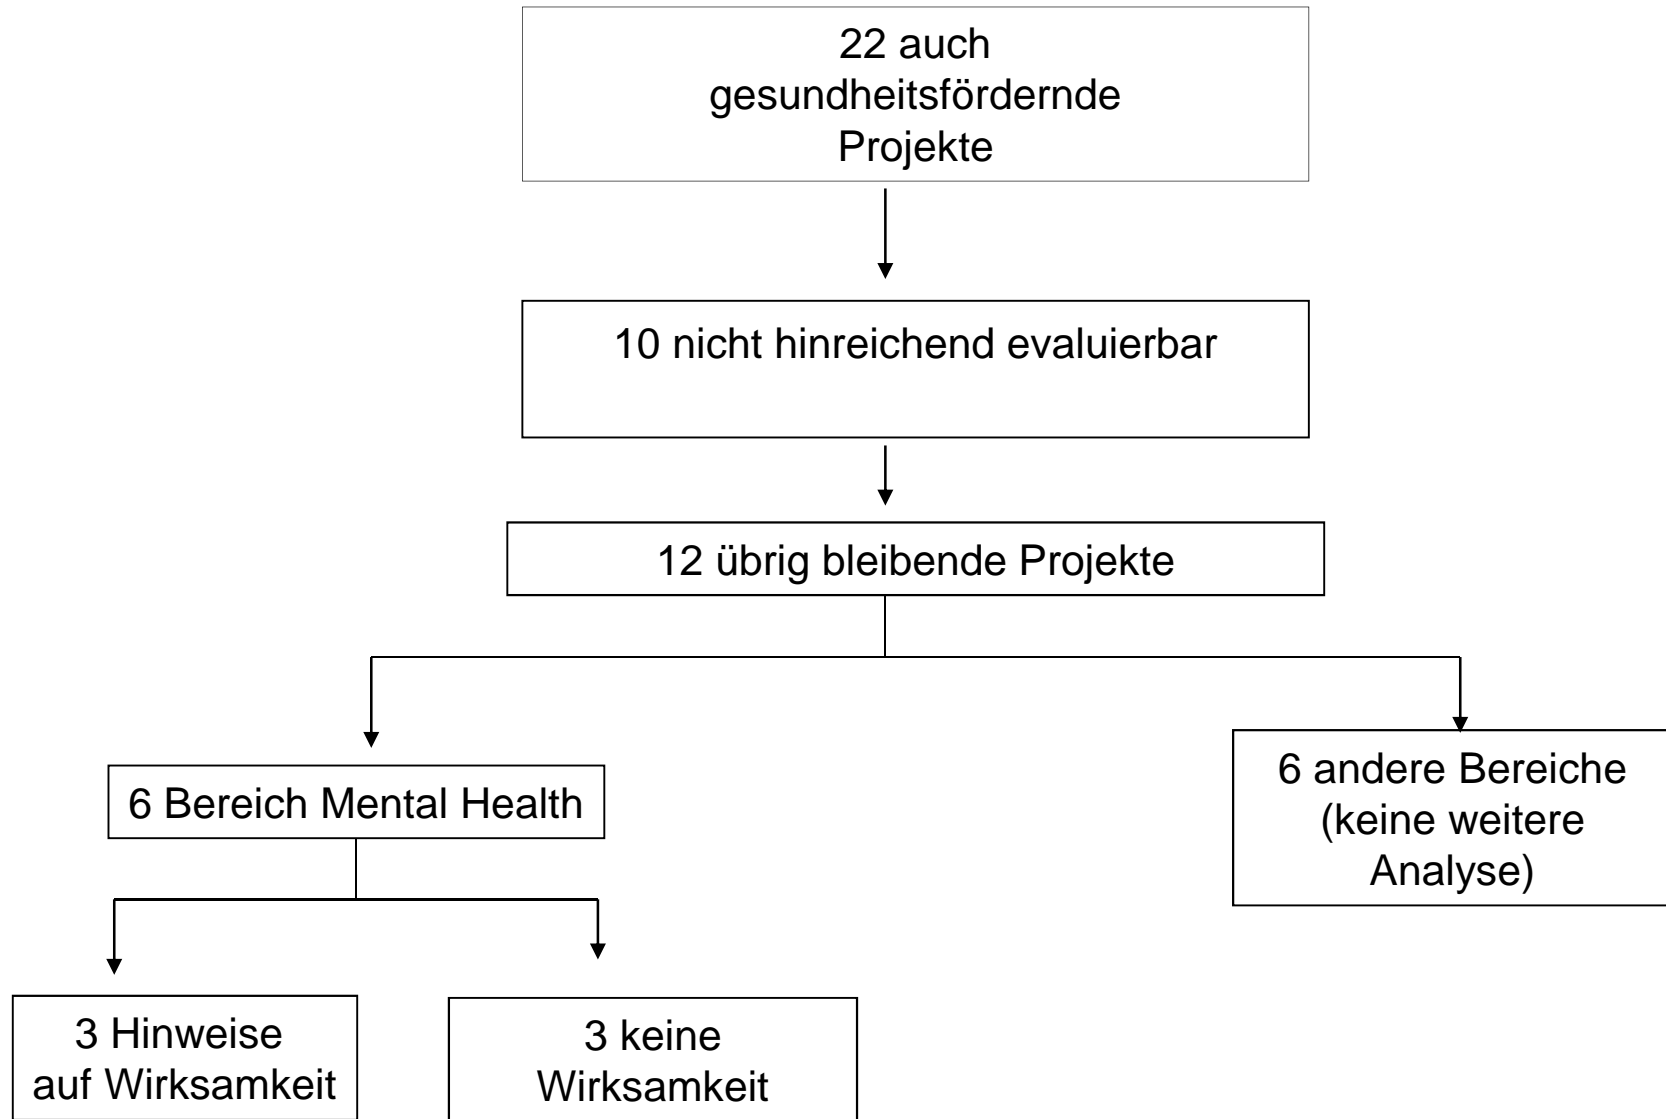 22 auch
gesundheitsfördernde
Projekte
10 nicht hinreichend evaluierbar
12 übrig bleibende Projekte
6 Bereich Mental Health
6 andere Bereiche
(keine weitere
Analyse)
3 Hinweise
auf Wirksamkeit
3 keine
Wirksamkeit